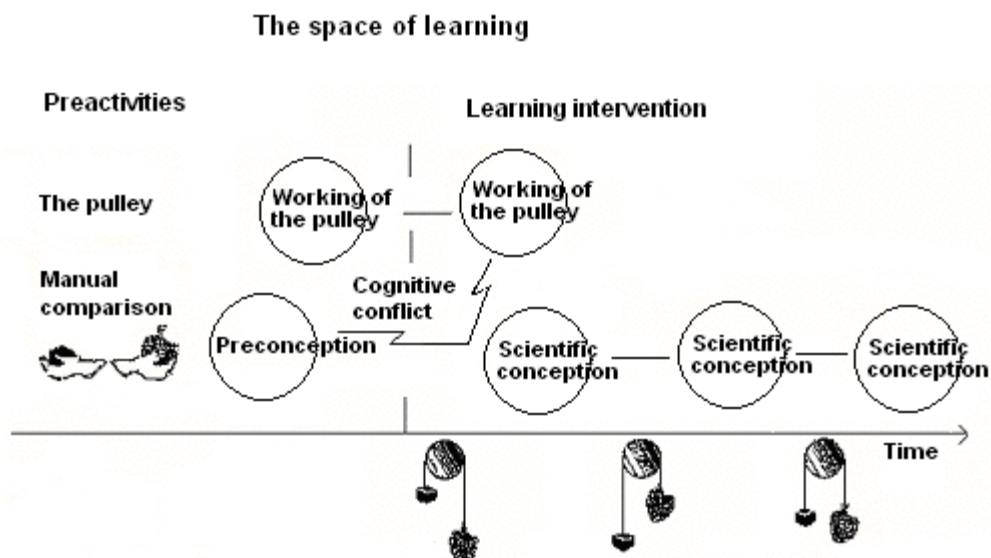 The space of learning
Preactivities
Learning intervention
The pulley
Working of
the pulley
Working of
the pulley
Manual
comparison
Cognitive
conflict
Preconception
Scientific
conception
Scientific
conception
Scientific
conception
Time